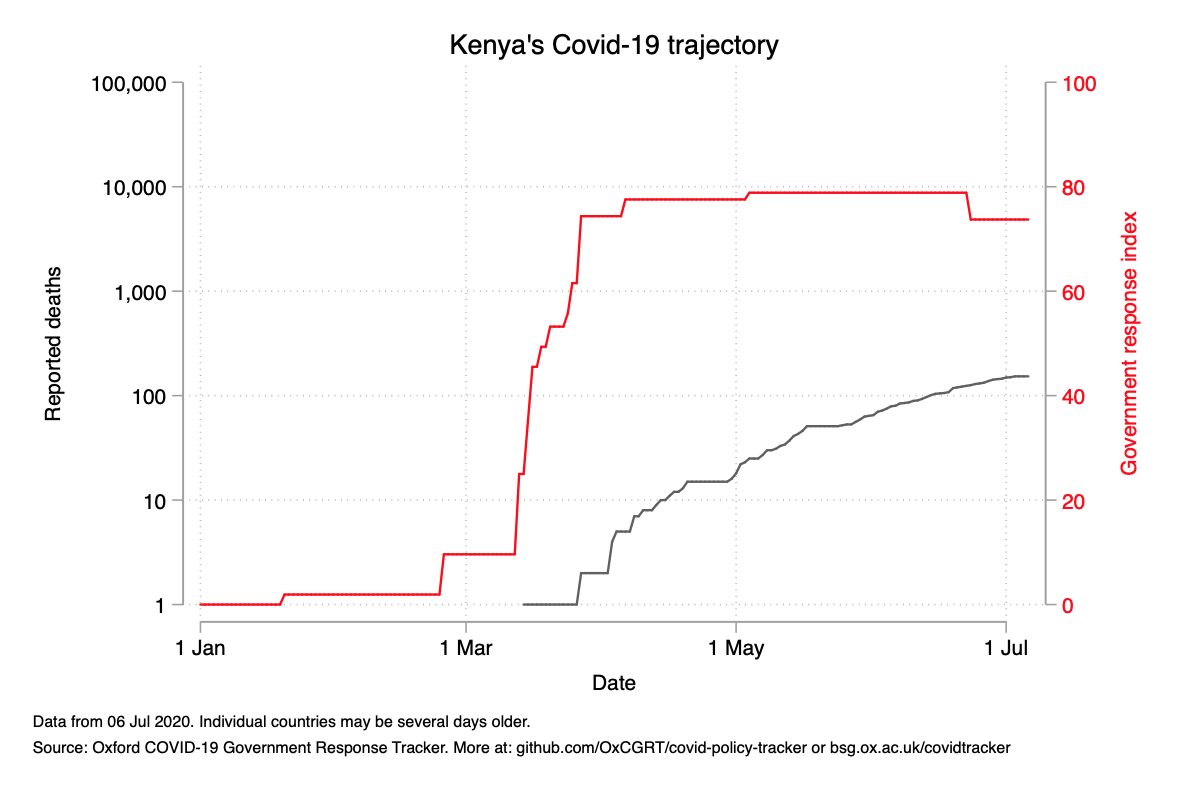 Kenya's Covid-19 trajectory
100,000
10,000
1,000
100
10
1
Reported deaths
100
80
60
40
20
0
Government response index
1 Jan
1 Mar
1 May
1 Jul
Date
Data from 06 Jul 2020. Individual countries may be several days older.
Source: Oxford COVID-19 Government Response Tracker. More at: github.com/OxCGRT/covid-policy-tracker or bsg.ox.ac.uk/covidtracker